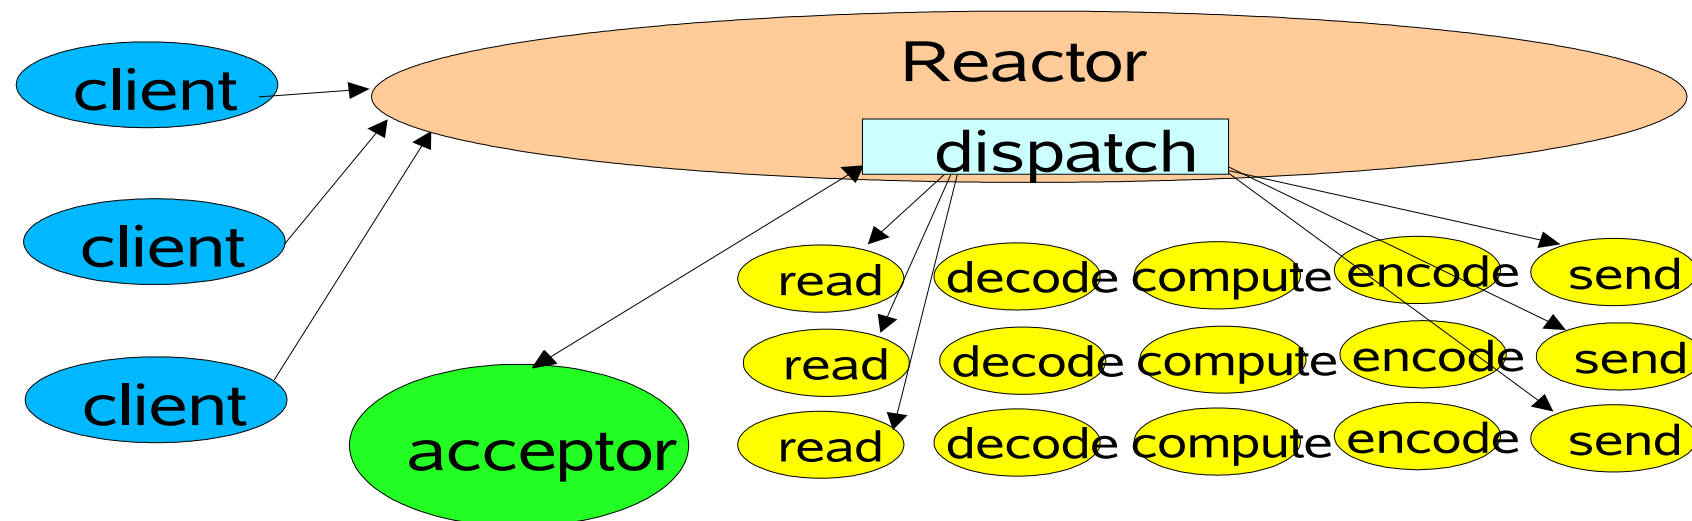 Reactor
client
dispatch
client
read decode compute encode send
read decode compute encode send
client
acceptor
read decode compute encode send